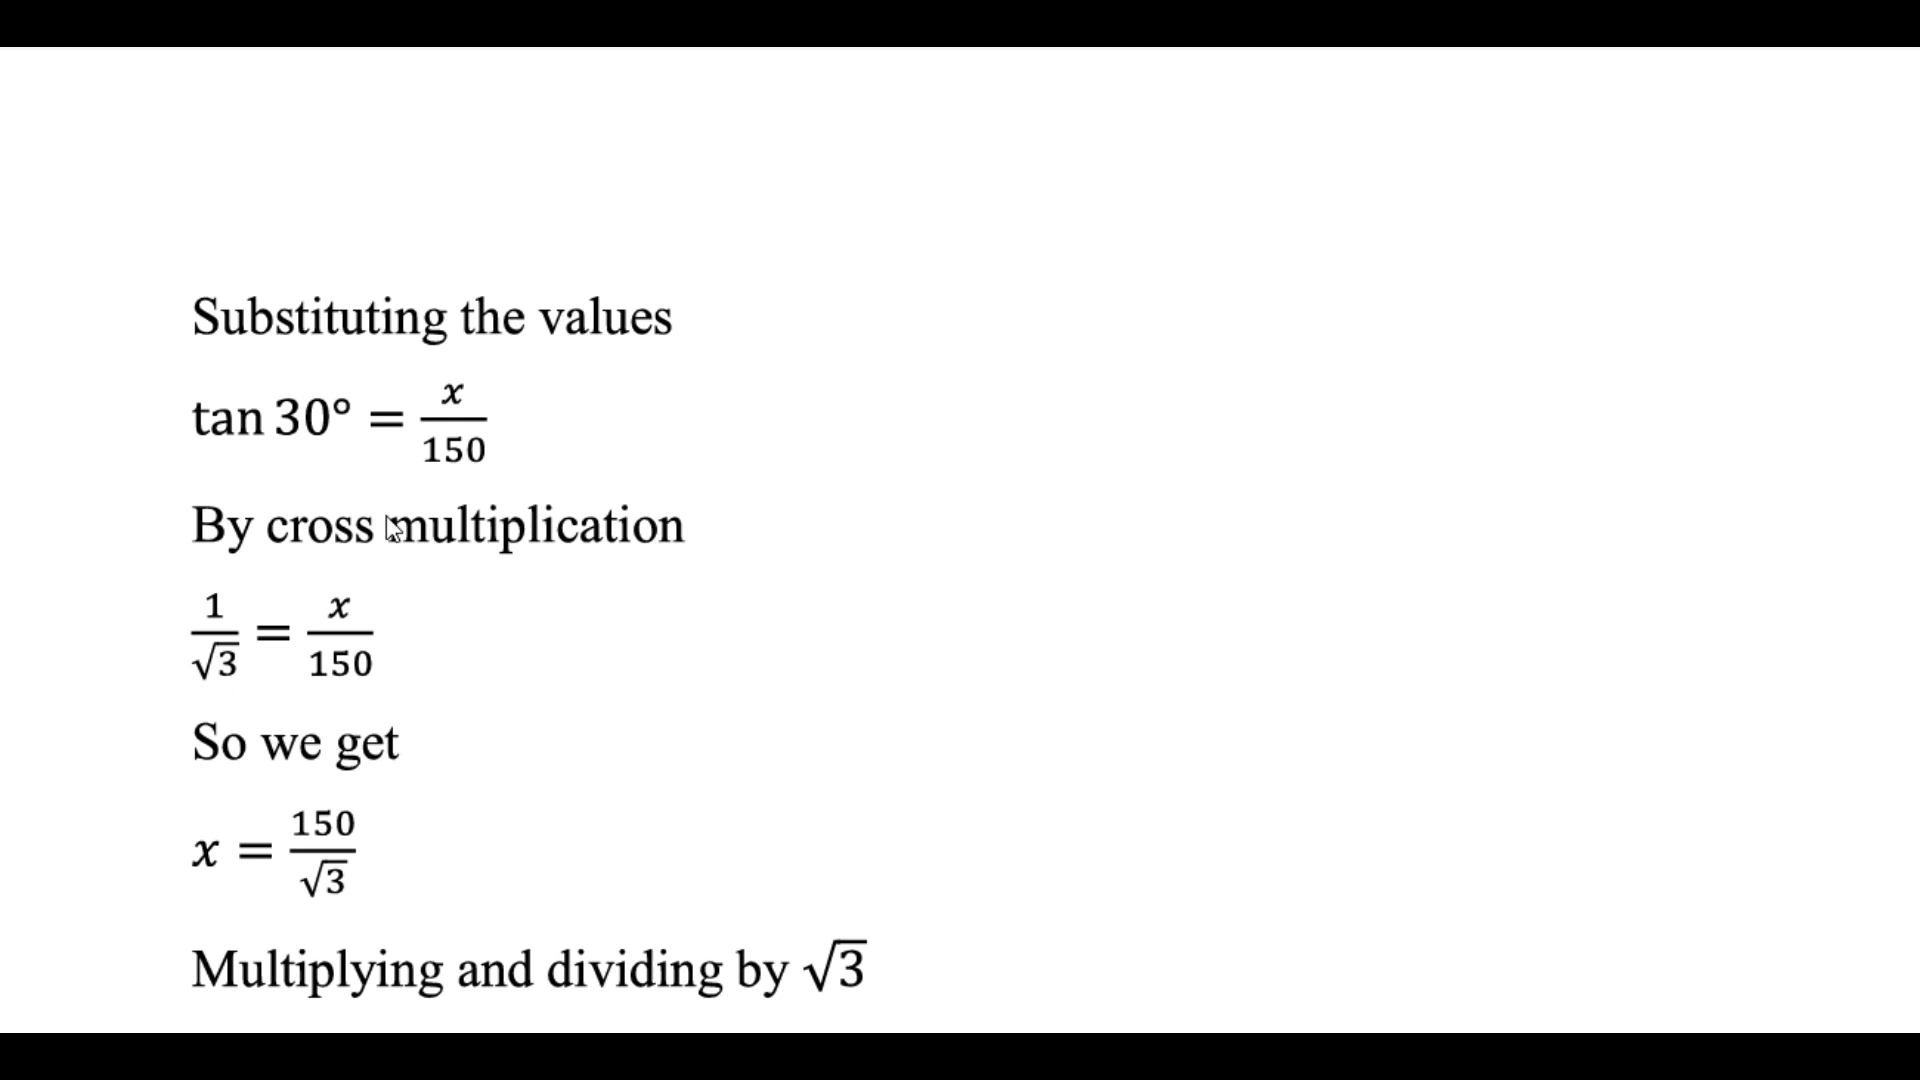 Substituting the values
tan 30° = x/150
By cross multiplication
1/√3 = x/150
So we get
x = 150/√3
Multiplying and dividing by √3